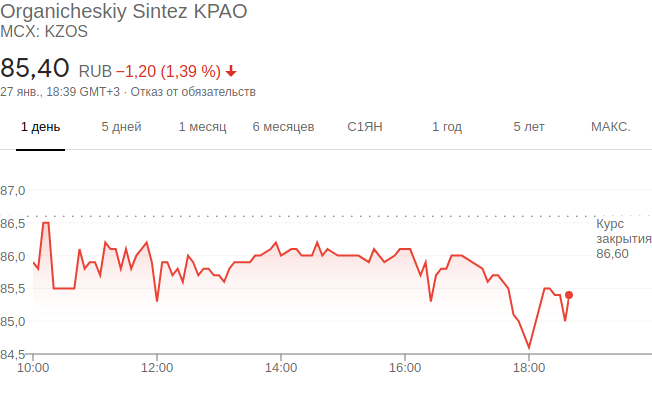 Organicheskiy Sintez KPAO
MCX: KZOS
85,40 RUB −1,20 (1,39 %)
27 янв., 18:39 GMT+3 · Отказ от обязательств
1 день 5 дней 1 месяц 6 месяцев С1ЯН 1 год 5 лет МАКС.
87,0
86,5
Курс
закрытия
86,60
86,0
85,5
85,0
84,5
10:00 12:00 14:00 16:00 18:00